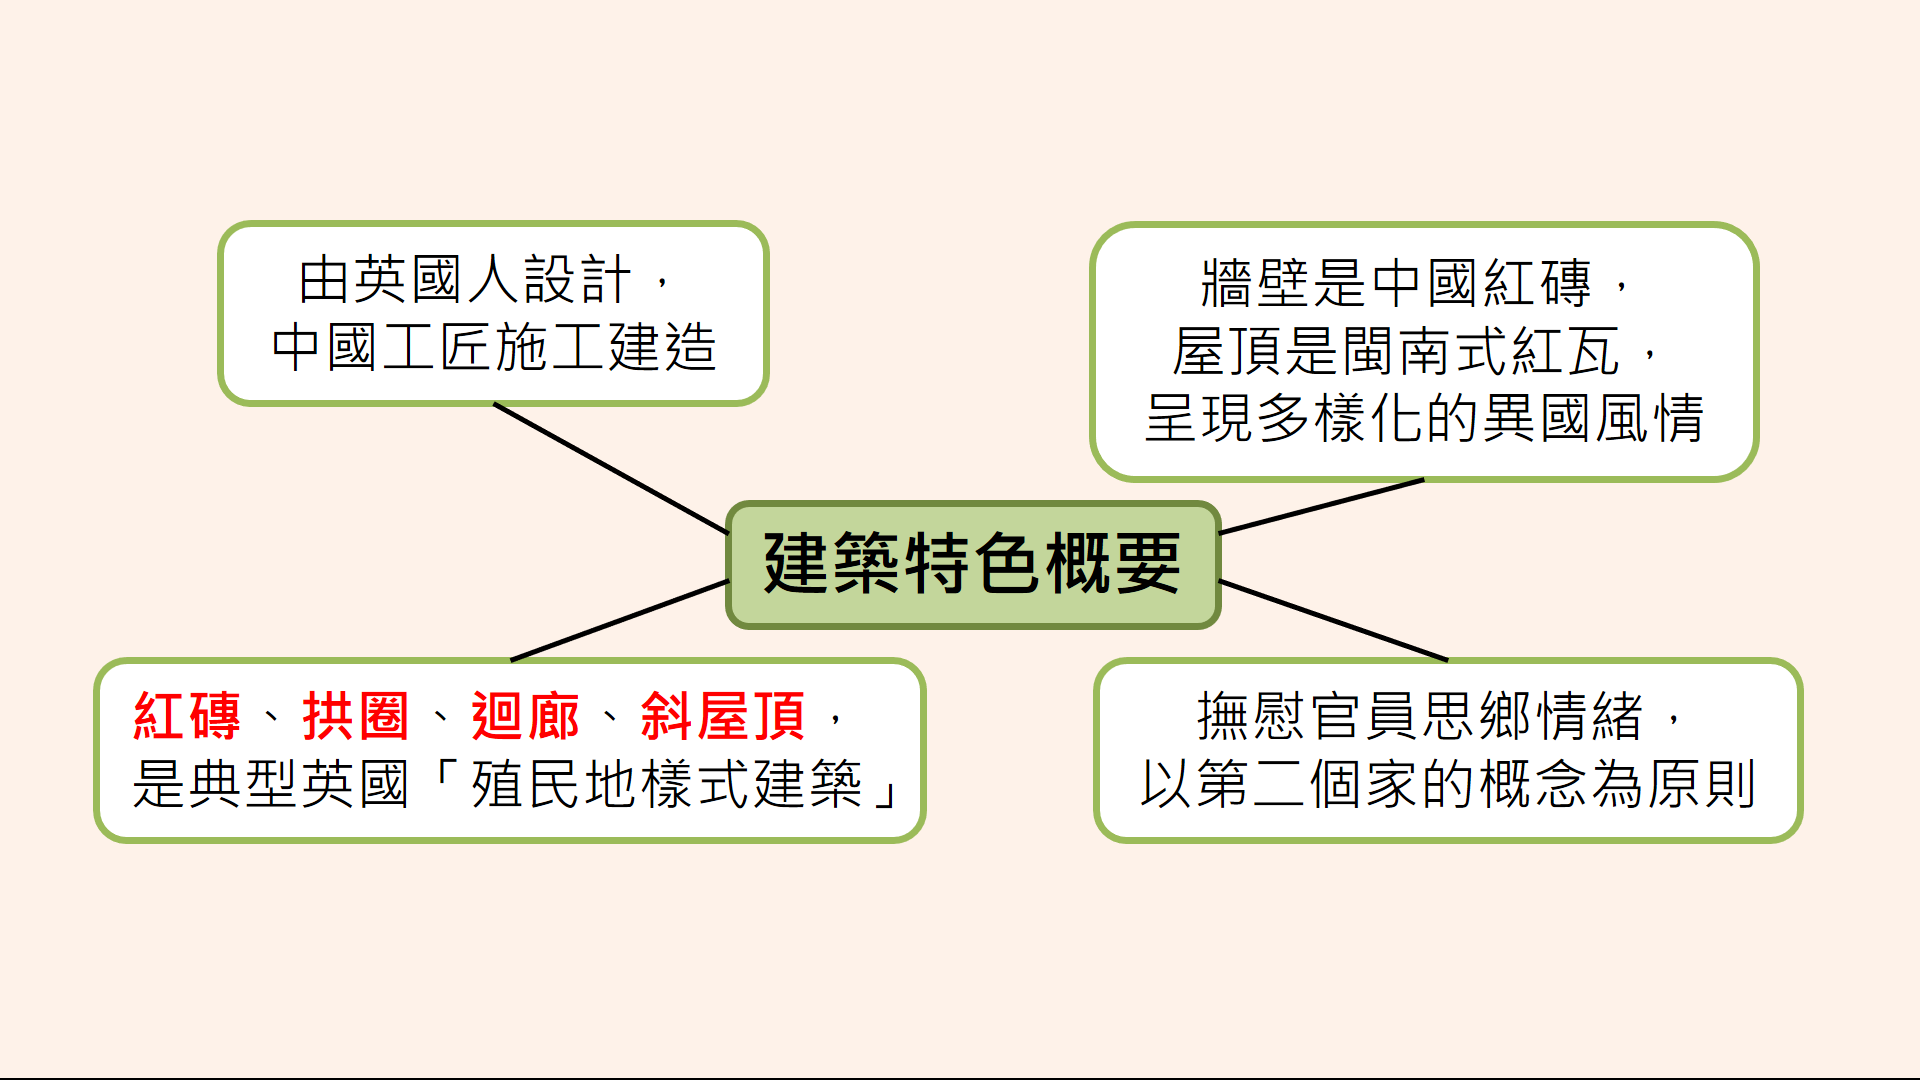 由英國人設計，
中國工匠施工建造
牆壁是中國紅磚，
屋頂是閩南式紅瓦，
呈現多樣化的異國風情
建築特色概要
紅磚、拱圈、迴廊、斜屋頂，
是典型英國「殖民地樣式建築」
撫慰官員思鄉情緒，
以第二個家的概念為原則